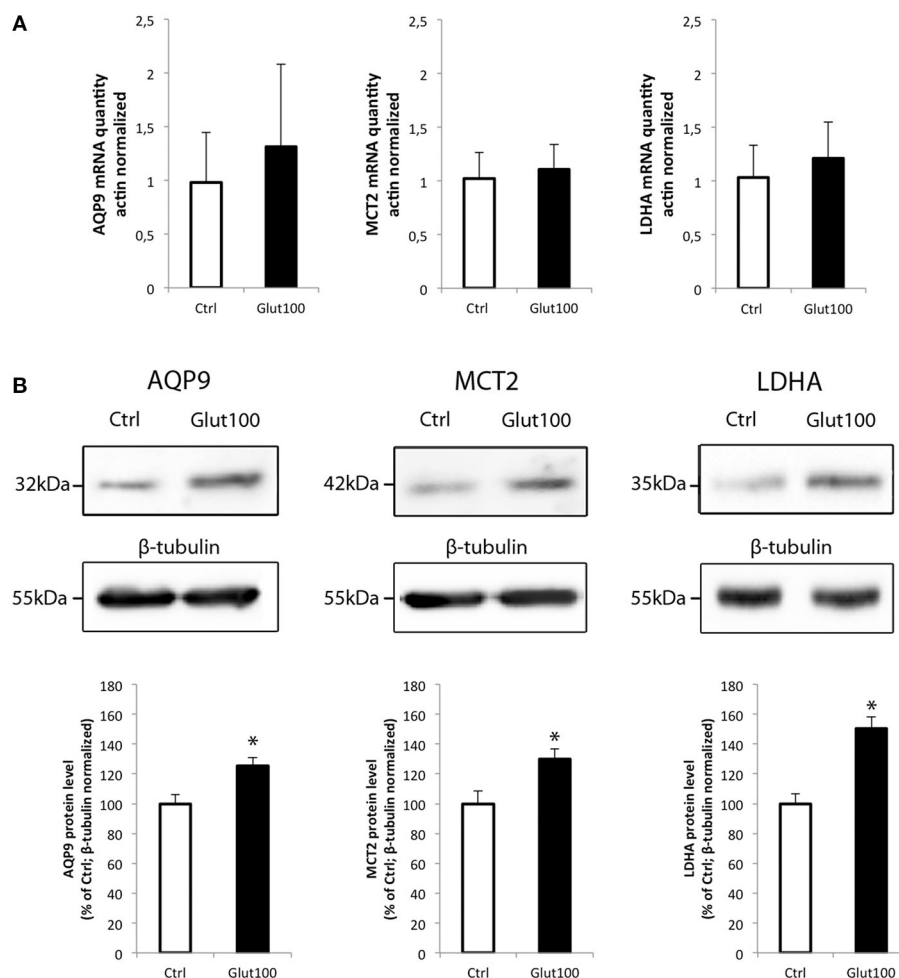 A
AQP9 mRNA quantity
actin normalized
2,5
2
1,5
1
0,5
0
Ctrl Glut100
MCT2 mRNA quantity
actin normalized
2,5
2
1,5
1
0,5
0
Ctrl Glut100
LDHA mRNA quantity
actin normalized
2,5
2
1,5
1
0,5
0
Ctrl Glut100
B
AQP9
Ctrl Glut100
32kDa
β-tubulin
55kDa
MCT2
Ctrl Glut100
42kDa
β-tubulin
55kDa
LDHA
Ctrl Glut100
35kDa
β-tubulin
55kDa
AQP9 protein level
(% of Ctrl; β-tubulin normalized)
180
160
140
120
100
80
60
40
20
0
*
Ctrl Glut100
MCT2 protein level
(% of Ctrl; β-tubulin normalized)
180
160
140
120
100
80
60
40
20
0
*
Ctrl Glut100
LDHA protein level
(% of Ctrl; β-tubulin normalized)
180
160
140
120
100
80
60
40
20
0
*
Ctrl Glut100